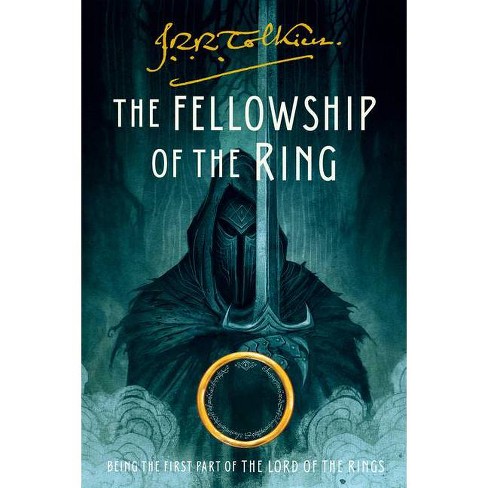 J.R.R. Tolkien.
THE FELLOWSHIP
OF THE RING
BEING THE FIRST PART OF THE LORD OF THE RINGS